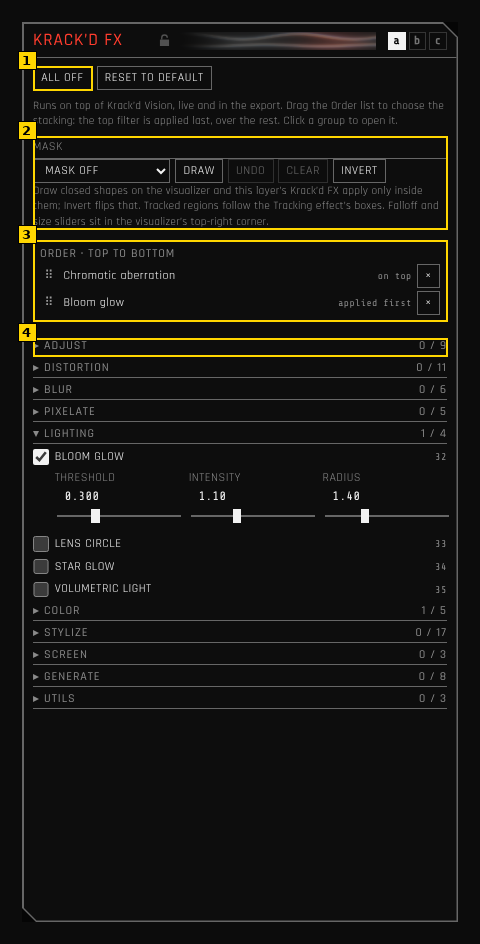 KRACK'D FX
a b c
1
ALL OFF RESET TO DEFAULT
Runs on top of Krack'd Vision, live and in the export. Drag the Order list to choose the
stacking: the top filter is applied last, over the rest. Click a group to open it.
2
MASK
MASK OFF DRAW UNDO CLEAR INVERT
Draw closed shapes on the visualizer and this layer's Krack'd FX apply only inside
them; Invert flips that. Tracked regions follow the Tracking effect's boxes. Falloff and
size sliders sit in the visualizer's top-right corner.
3
ORDER · TOP TO BOTTOM
Chromatic aberration on top ×
Bloom glow applied first ×
4
▸ ADJUST 0 / 9
▸ DISTORTION 0 / 11
▸ BLUR 0 / 6
▸ PIXELATE 0 / 5
▾ LIGHTING 1 / 4
BLOOM GLOW 32
THRESHOLD INTENSITY RADIUS
0.300 1.10 1.40
LENS CIRCLE 33
STAR GLOW 34
VOLUMETRIC LIGHT 35
▸ COLOR 1 / 5
▸ STYLIZE 0 / 17
▸ SCREEN 0 / 3
▸ GENERATE 0 / 8
▸ UTILS 0 / 3